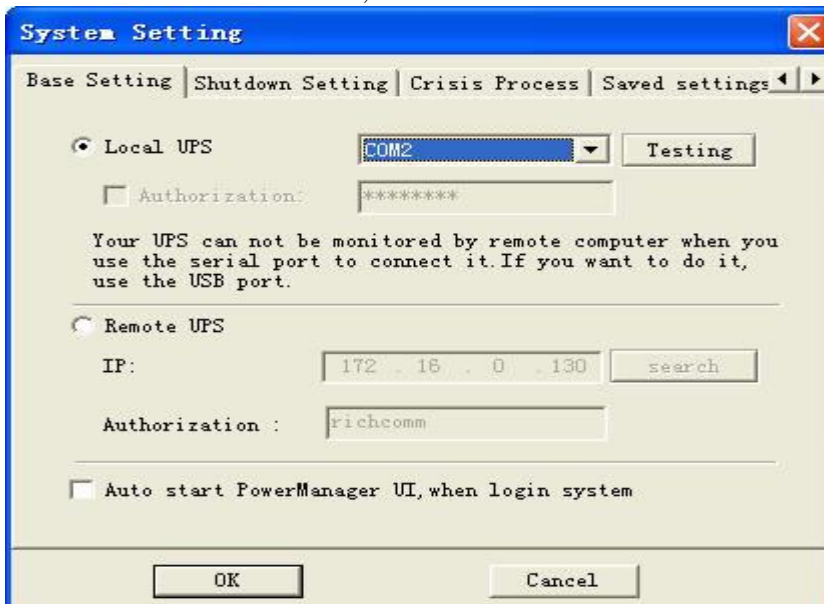 System Setting
Base Setting Shutdown Setting Crisis Process Saved settings
Local UPS COM2 Testing
Authorization: ********
Your UPS can not be monitored by remote computer when you
use the serial port to connect it.If you want to do it,
use the USB port.
Remote UPS
IP: 172 . 16 . 0 . 130 search
Authorization : richcomm
Auto start PowerManager UI,when login system
OK Cancel